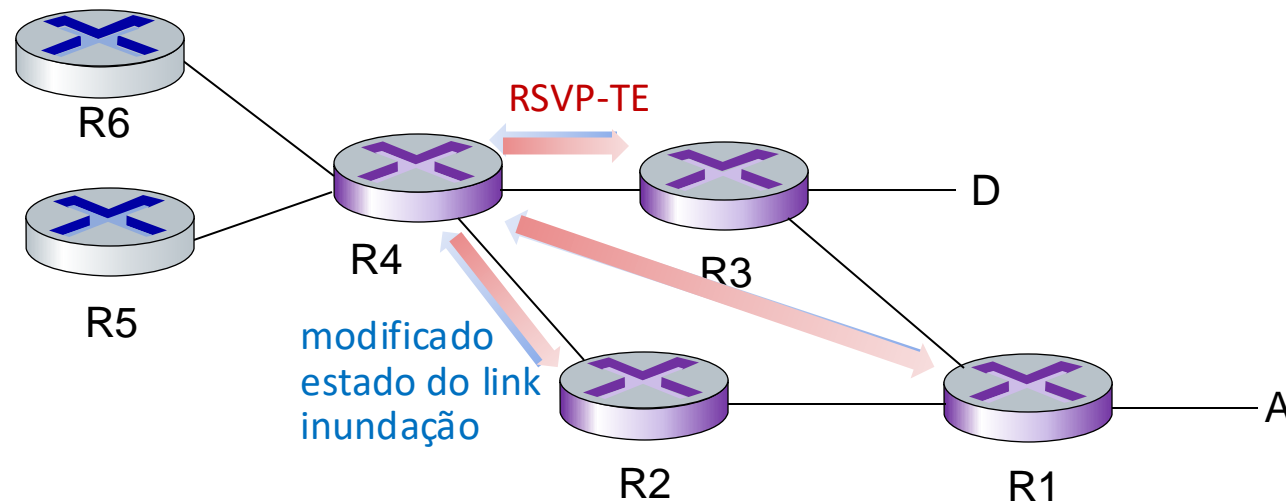 RSVP-TE
R6
D
R4
R3
R5
modificado
estado do link
inundação
A
R2
R1